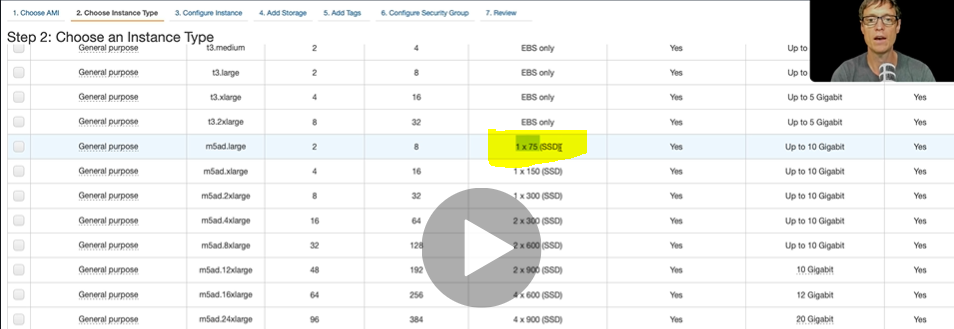 1. Choose AMI 2. Choose Instance Type 3. Configure Instance 4. Add Storage 5. Add Tags 6. Configure Security Group 7. Review
Step 2: Choose an Instance Type
General purpose t3.medium 2 4 EBS only Yes Up to
General purpose t3.large 2 8 EBS only Yes Up to
General purpose t3.xlarge 4 16 EBS only Yes Up to 5 Gigabit Yes
General purpose t3.2xlarge 8 32 EBS only Yes Up to 5 Gigabit Yes
General purpose m5ad.large 2 8 1 x 75 (SSD) Yes Up to 10 Gigabit Yes
General purpose m5ad.xlarge 4 16 1 x 150 (SSD) Yes Up to 10 Gigabit Yes
General purpose m5ad.2xlarge 8 32 1 x 300 (SSD) Yes Up to 10 Gigabit Yes
General purpose m5ad.4xlarge 16 64 2 x 300 (SSD) Yes Up to 10 Gigabit Yes
General purpose m5ad.8xlarge 32 128 2 x 600 (SSD) Yes Up to 10 Gigabit Yes
General purpose m5ad.12xlarge 48 192 2 x 900 (SSD) Yes 10 Gigabit Yes
General purpose m5ad.16xlarge 64 256 4 x 600 (SSD) Yes 12 Gigabit Yes
General purpose m5ad.24xlarge 96 384 4 x 900 (SSD) Yes 20 Gigabit Yes